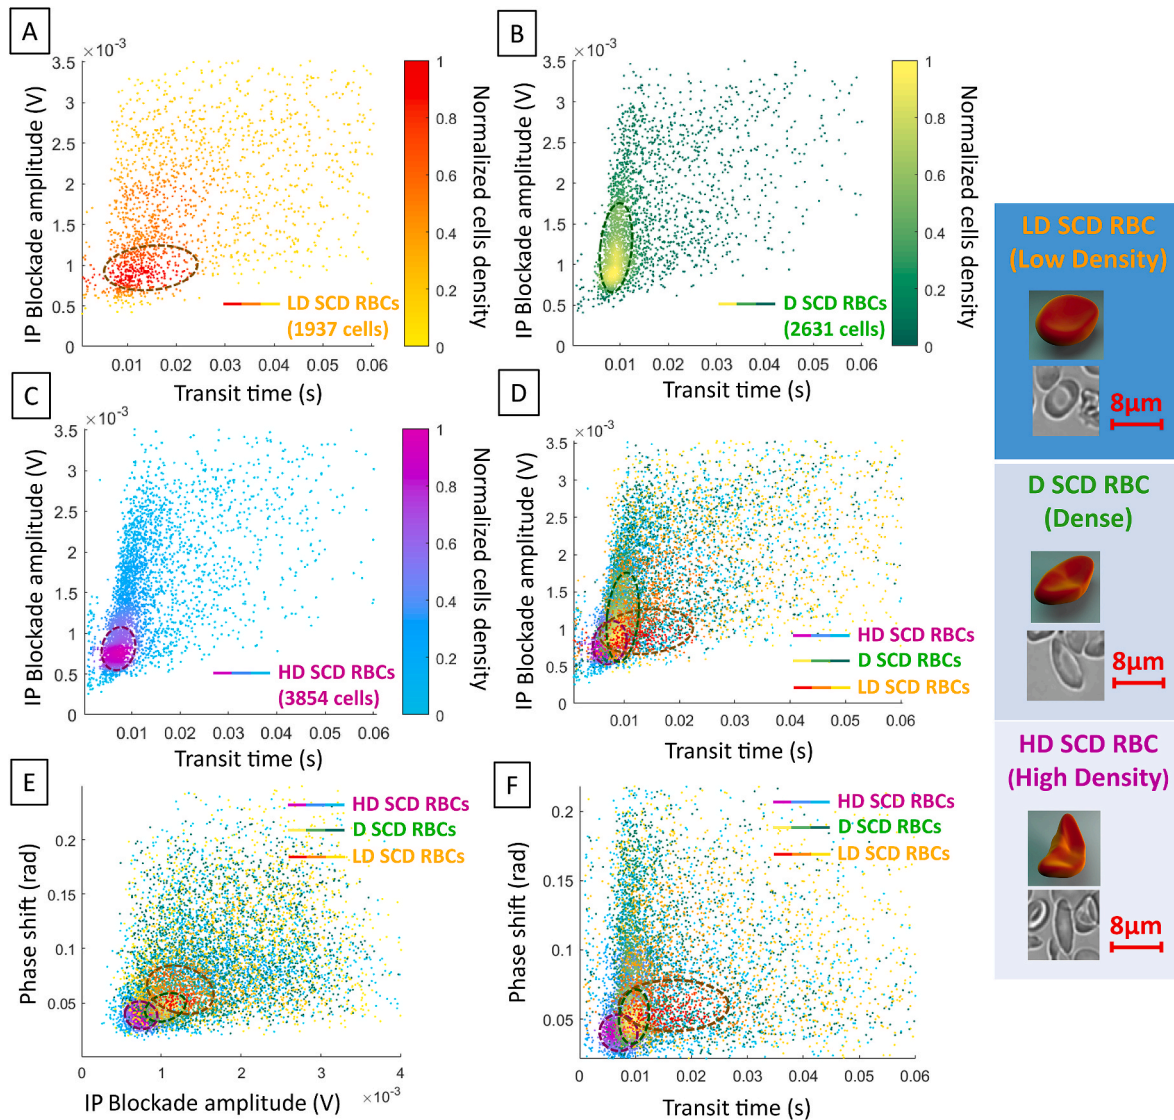 A
×10⁻³
IP Blockade amplitude (V)
3.5
3
2.5
2
1.5
1
0.5
0
0.01 0.02 0.03 0.04 0.05 0.06
Transit time (s)
LD SCD RBCs
(1937 cells)
1
0.8
0.6
0.4
0.2
0
Normalized cells density
B
×10⁻³
IP Blockade amplitude (V)
3.5
3
2.5
2
1.5
1
0.5
0
0.01 0.02 0.03 0.04 0.05 0.06
Transit time (s)
D SCD RBCs
(2631 cells)
1
0.8
0.6
0.4
0.2
0
Normalized cells density
C
×10⁻³
IP Blockade amplitude (V)
3.5
3
2.5
2
1.5
1
0.5
0
0.01 0.02 0.03 0.04 0.05 0.06
Transit time (s)
HD SCD RBCs
(3854 cells)
1
0.8
0.6
0.4
0.2
0
Normalized cells density
D
×10⁻³
IP Blockade amplitude (V)
3.5
3
2.5
2
1.5
1
0.5
0
0.01 0.02 0.03 0.04 0.05 0.06
Transit time (s)
HD SCD RBCs
D SCD RBCs
LD SCD RBCs
E
Phase shift (rad)
0.2
0.15
0.1
0.05
0 1 2 3 4
×10⁻³
IP Blockade amplitude (V)
HD SCD RBCs
D SCD RBCs
LD SCD RBCs
F
Phase shift (rad)
0.2
0.15
0.1
0.05
0 0.01 0.02 0.03 0.04 0.05 0.06
Transit time (s)
HD SCD RBCs
D SCD RBCs
LD SCD RBCs
LD SCD RBC
(Low Density)
8µm
D SCD RBC
(Dense)
8µm
HD SCD RBC
(High Density)
8µm